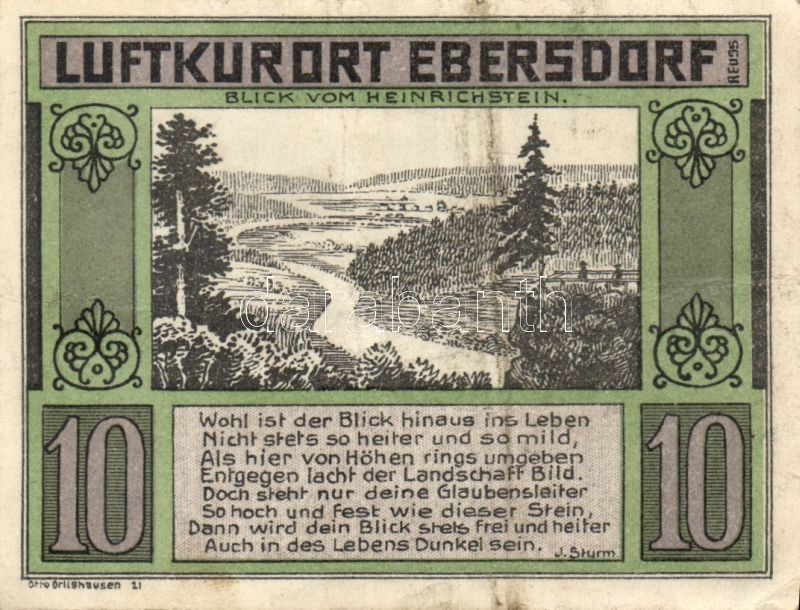 LUFTKURORT EBERSDORF REUSS
BLICK VOM HEINRICHSTEIN.
darabanth
Wohl ist der Blick hinaus ins Leben
Nicht stets so heiter und so mild,
Als hier von Höhen rings umgeben
Entgegen lacht der Landschaft Bild.
Doch steht nur deine Glaubensleiter
So hoch und fest wie dieser Stein,
Dann wird dein Blick stets frei und heiter
Auch in des Lebens Dunkel sein.
J. Sturm
10
10
Otto 21